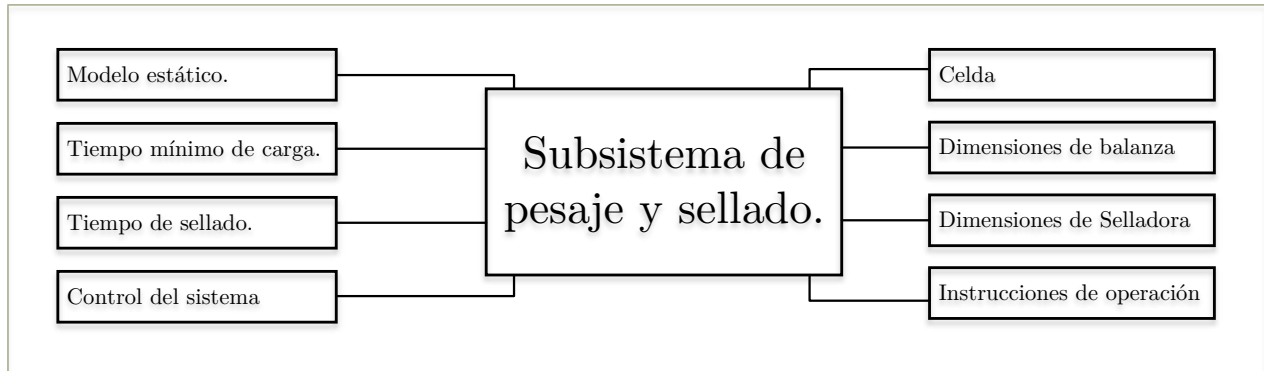 Modelo estático.
Tiempo mínimo de carga.
Tiempo de sellado.
Control del sistema
Subsistema de
pesaje y sellado.
Celda
Dimensiones de balanza
Dimensiones de Selladora
Instrucciones de operación